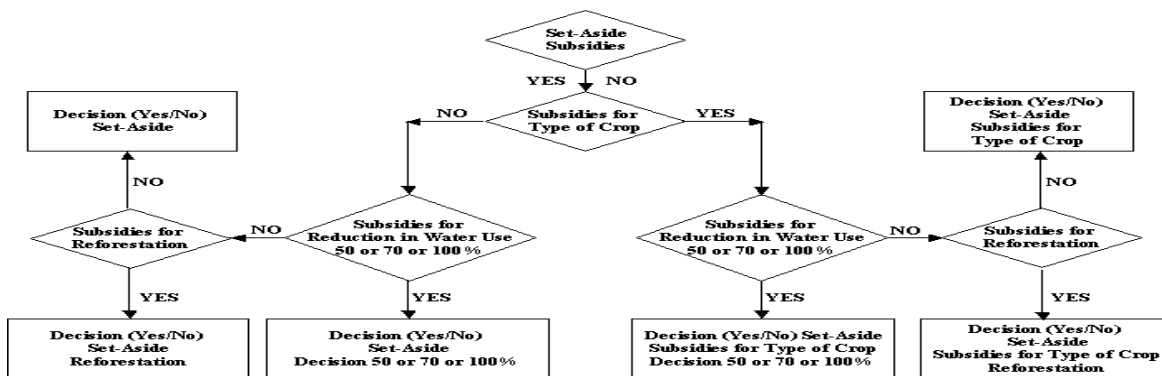 Set-Aside
Subsidies
YES NO
Subsidies for
Type of Crop
NO
YES
Decision (Yes/No)
Set-Aside
Decision (Yes/No)
Set-Aside
Subsidies for
Type of Crop
NO
NO
Subsidies for
Reforestation
NO
Subsidies for
Reduction in Water Use
50 or 70 or 100%
Subsidies for
Reduction in Water Use
50 or 70 or 100%
NO
Subsidies for
Reforestation
YES
YES
YES
YES
Decision (Yes/No)
Set-Aside
Reforestation
Decision (Yes/No)
Set-Aside
Decision 50 or 70 or 100%
Decision (Yes/No) Set-Aside
Subsidies for Type of Crop
Decision 50 or 70 or 100%
Decision (Yes/No)
Set-Aside
Subsidies for Type of Crop
Reforestation